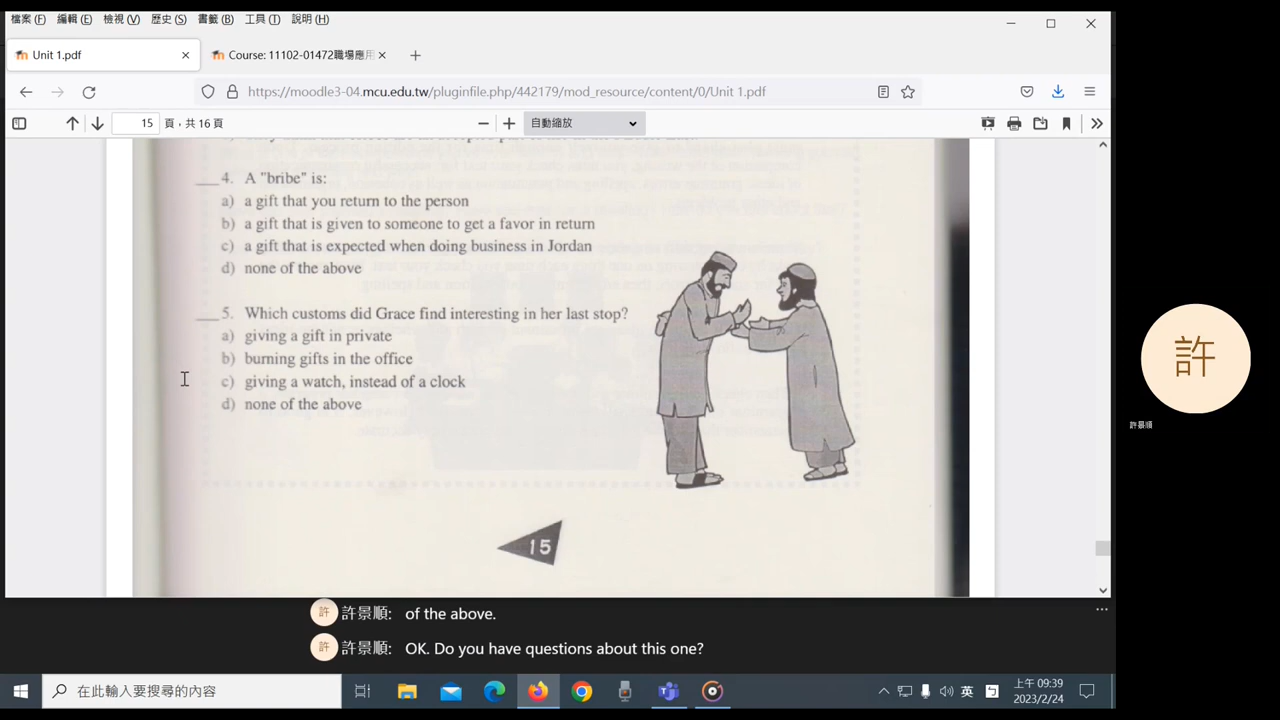 檔案 (F) 編輯 (E) 檢視 (V) 歷史 (S) 書籤 (B) 工具 (T) 說明 (H)
Unit 1.pdf
Course: 11102-01472職場應用
https://moodle3-04.mcu.edu.tw/pluginfile.php/442179/mod_resource/content/0/Unit 1.pdf
15 頁，共 16 頁
自動縮放
___4. A "bribe" is:
a) a gift that you return to the person
b) a gift that is given to someone to get a favor in return
c) a gift that is expected when doing business in Jordan
d) none of the above
___5. Which customs did Grace find interesting in her last stop?
a) giving a gift in private
b) burning gifts in the office
c) giving a watch, instead of a clock
d) none of the above
15
許
許景順
許 許景順: of the above.
許 許景順: OK. Do you have questions about this one?
在此輸入要搜尋的文字
英
上午 09:39
2023/2/24